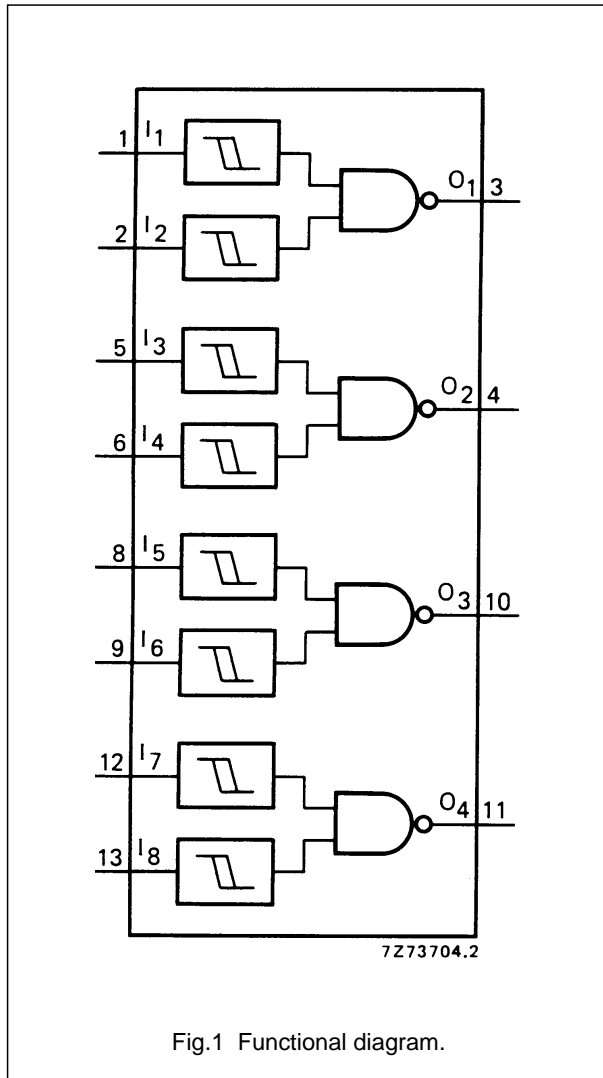 1 I1
O1 3
2 I2
5 I3
O2 4
6 I4
8 I5
O3 10
9 I6
12 I7
O4 11
13 I8
7Z73704.2
Fig.1 Functional diagram.